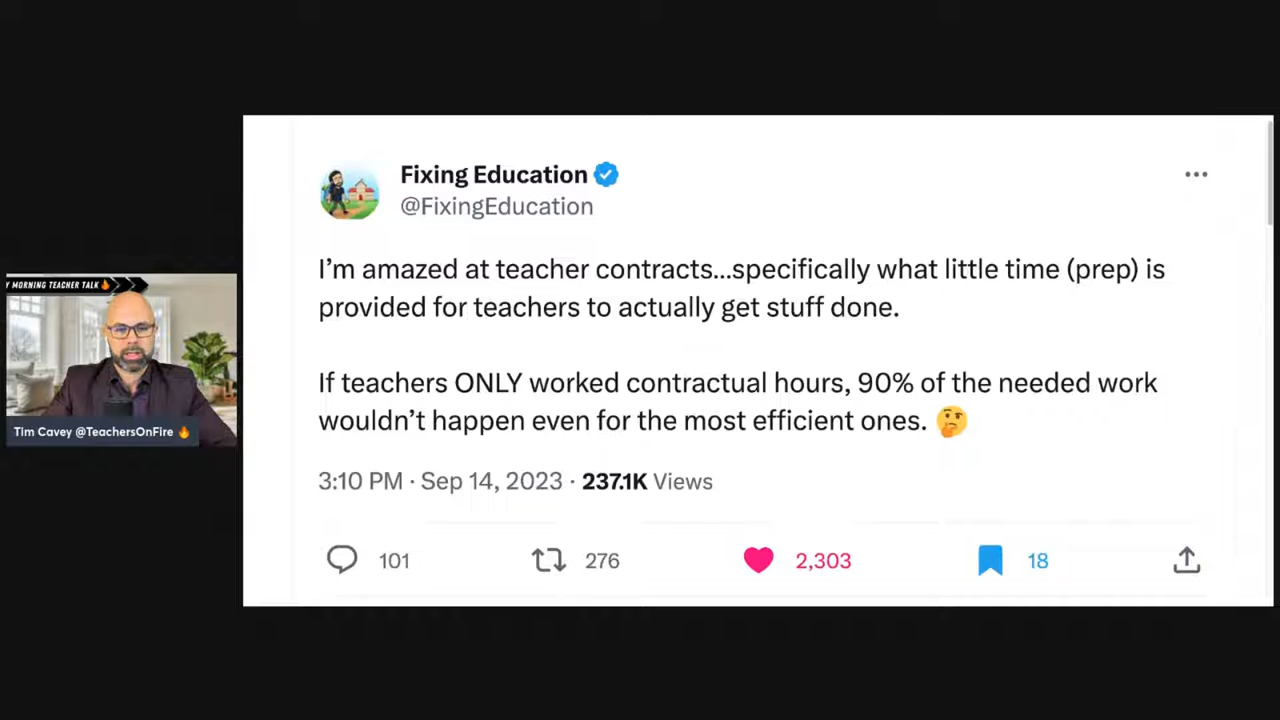 Y MORNING TEACHER TALK 🔥
Tim Cavey @TeachersOnFire 🔥
Fixing Education
@FixingEducation
I'm amazed at teacher contracts...specifically what little time (prep) is
provided for teachers to actually get stuff done.
If teachers ONLY worked contractual hours, 90% of the needed work
wouldn't happen even for the most efficient ones. 🤔
3:10 PM · Sep 14, 2023 · 237.1K Views
101 276 2,303 18